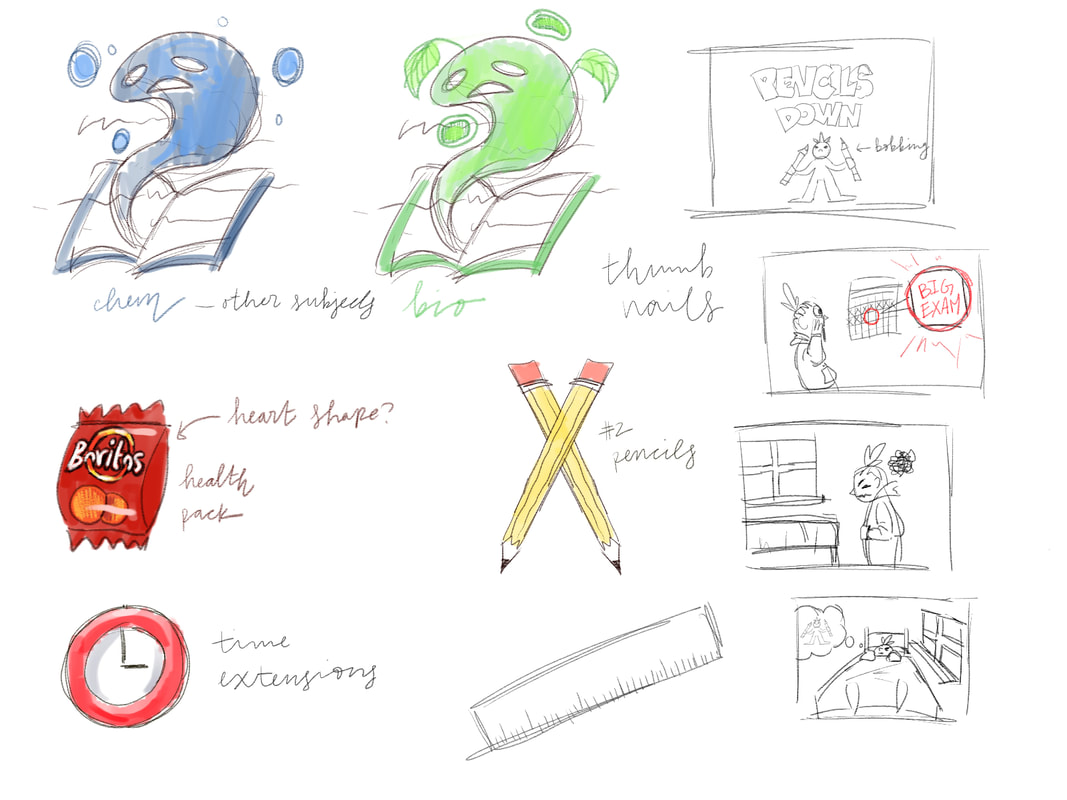 PENCILS
DOWN
← bobbing
thumb
nails
BIG
EXAM
chem
— other subjects
bio
heart shape?
Boritos
health
pack
#2
pencils
time
extensions